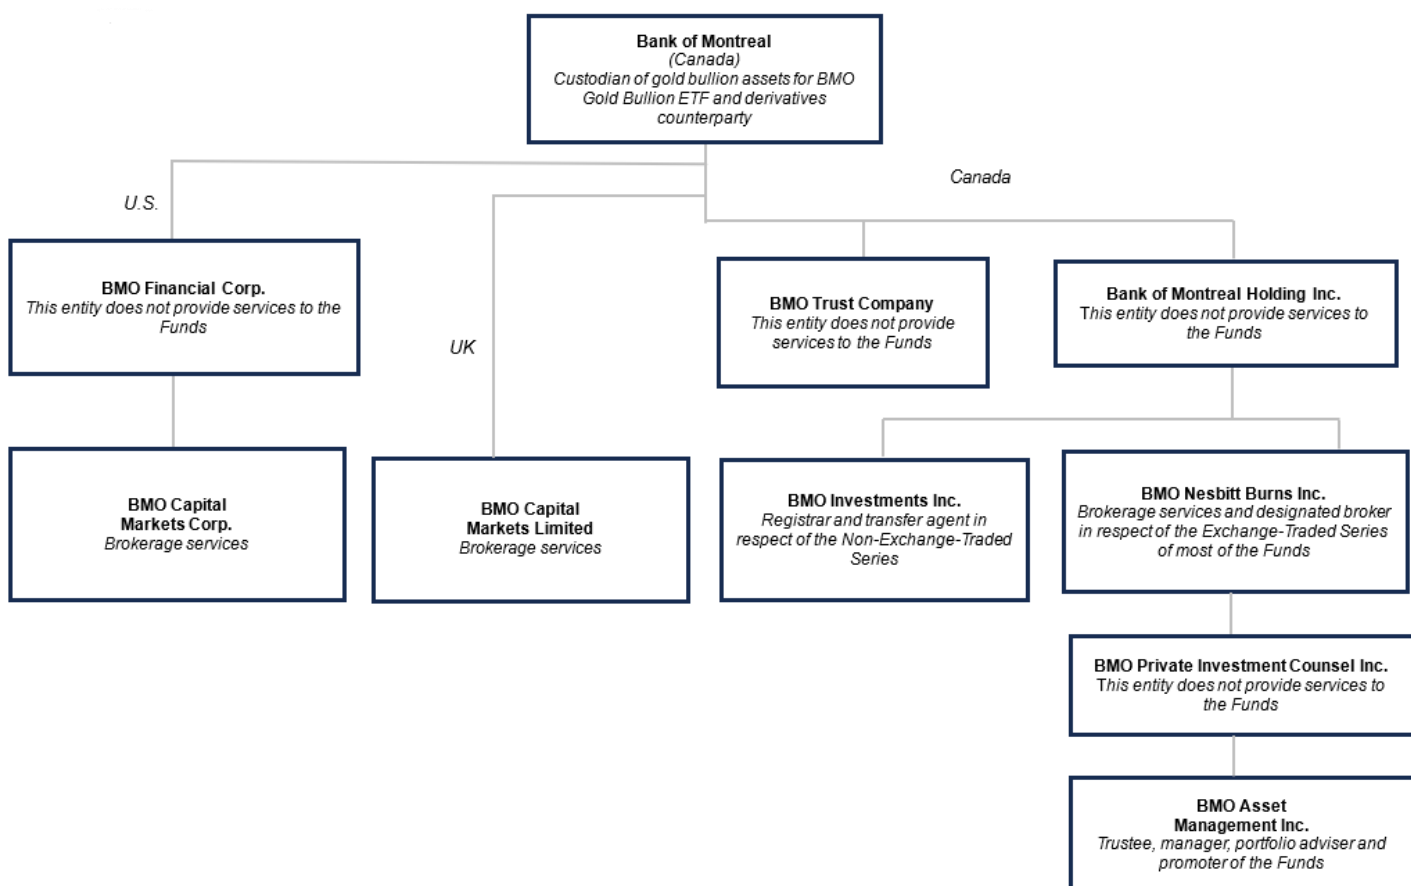 Bank of Montreal
(Canada)
Custodian of gold bullion assets for BMO
Gold Bullion ETF and derivatives
counterparty
Canada
U.S.
BMO Financial Corp.
This entity does not provide services to the
Funds
UK
BMO Trust Company
This entity does not provide
services to the Funds
Bank of Montreal Holding Inc.
This entity does not provide services to
the Funds
BMO Capital
Markets Corp.
Brokerage services
BMO Capital
Markets Limited
Brokerage services
BMO Investments Inc.
Registrar and transfer agent in
respect of the Non-Exchange-Traded
Series
BMO Nesbitt Burns Inc.
Brokerage services and designated broker
in respect of the Exchange-Traded Series
of most of the Funds
BMO Private Investment Counsel Inc.
This entity does not provide services to
the Funds
BMO Asset
Management Inc.
Trustee, manager, portfolio adviser and
promoter of the Funds